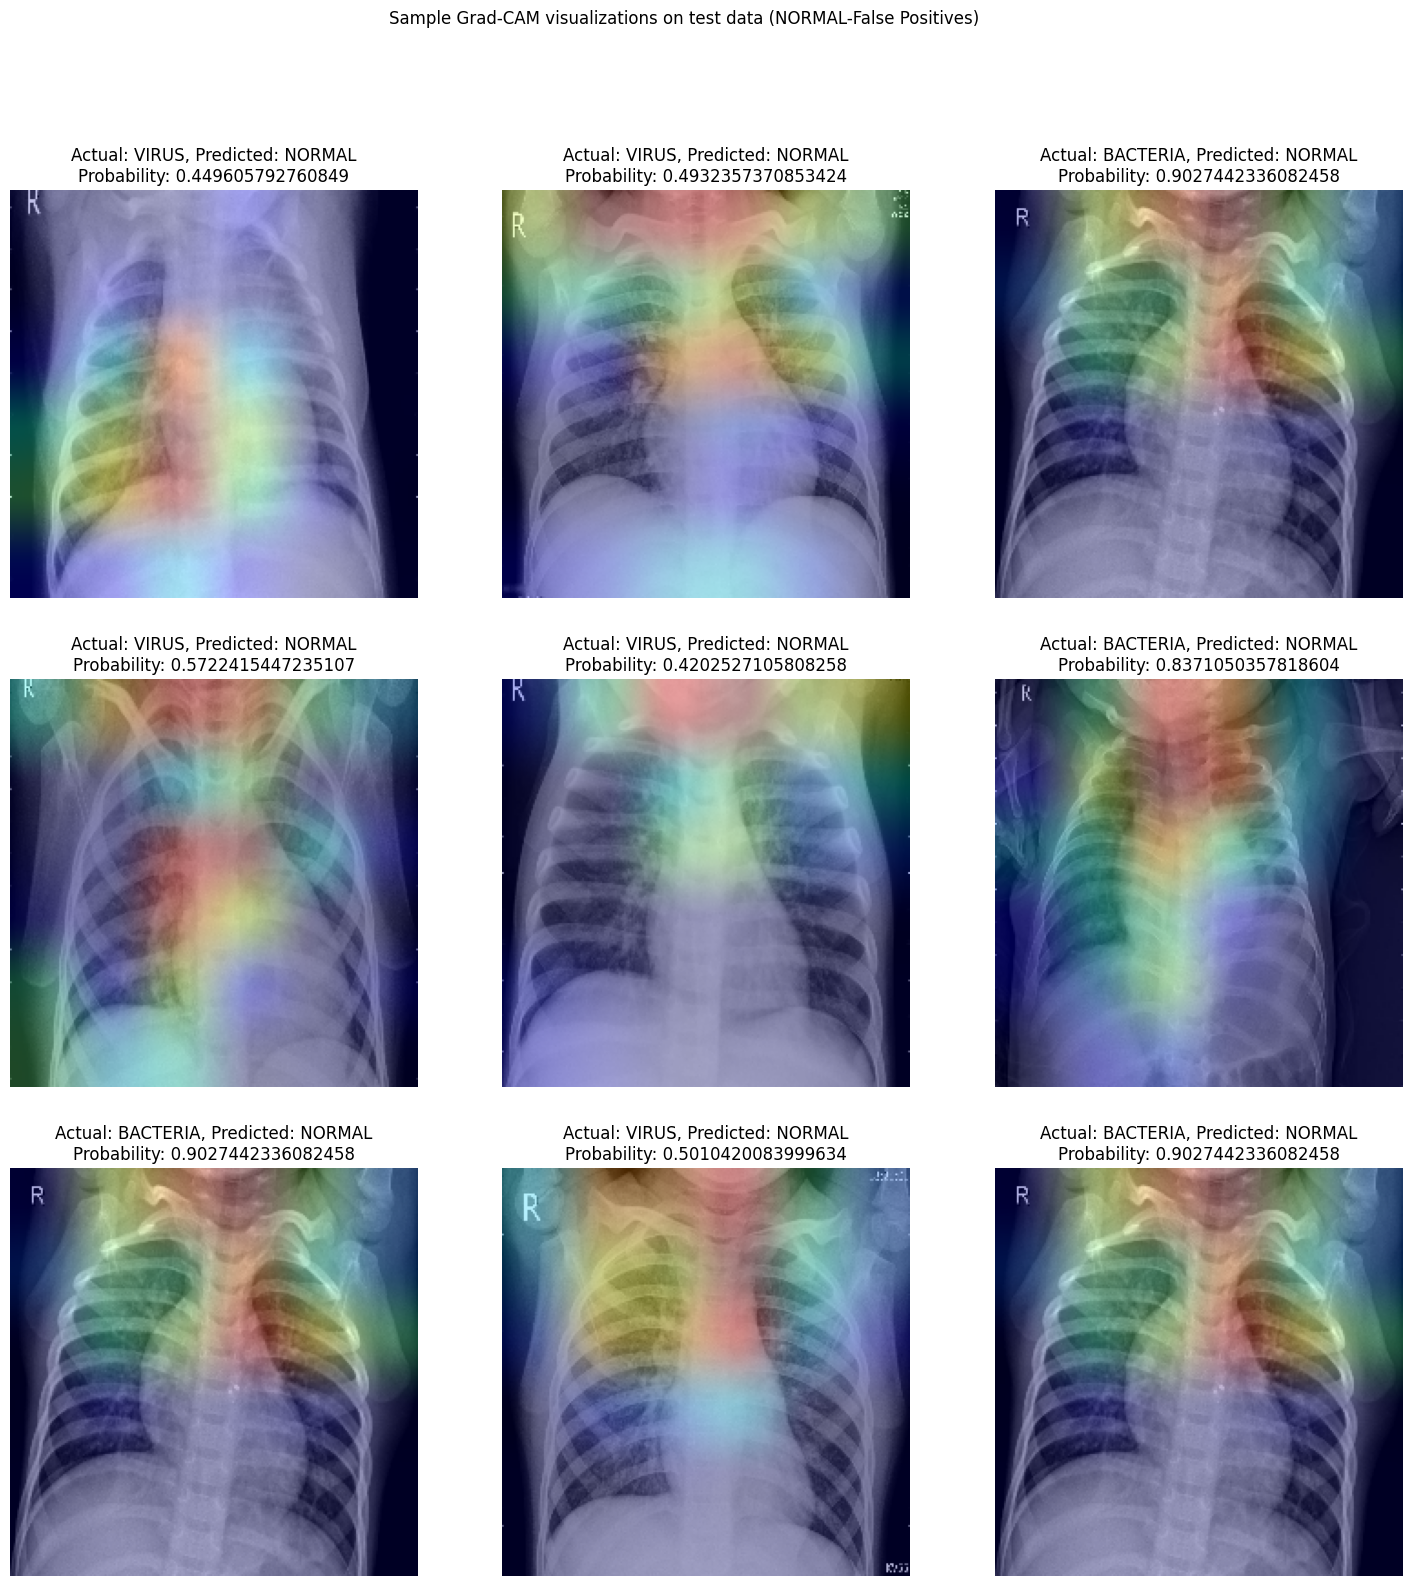 Sample Grad-CAM visualizations on test data (NORMAL-False Positives)
Actual: VIRUS, Predicted: NORMAL
Probability: 0.449605792760849
R
Actual: VIRUS, Predicted: NORMAL
Probability: 0.4932357370853424
R
Actual: BACTERIA, Predicted: NORMAL
Probability: 0.9027442336082458
R
Actual: VIRUS, Predicted: NORMAL
Probability: 0.5722415447235107
R
Actual: VIRUS, Predicted: NORMAL
Probability: 0.4202527105808258
R
Actual: BACTERIA, Predicted: NORMAL
Probability: 0.8371050357818604
R
Actual: BACTERIA, Predicted: NORMAL
Probability: 0.9027442336082458
R
Actual: VIRUS, Predicted: NORMAL
Probability: 0.5010420083999634
R
Actual: BACTERIA, Predicted: NORMAL
Probability: 0.9027442336082458
R